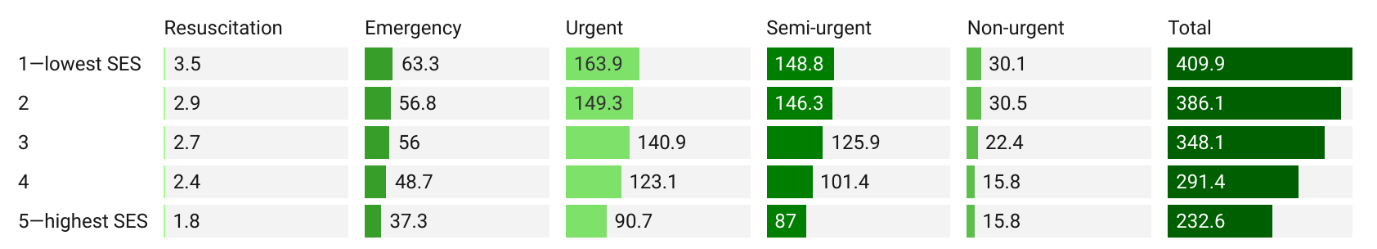 Resuscitation Emergency Urgent Semi-urgent Non-urgent Total
1—lowest SES 3.5 63.3 163.9 148.8 30.1 409.9
2 2.9 56.8 149.3 146.3 30.5 386.1
3 2.7 56 140.9 125.9 22.4 348.1
4 2.4 48.7 123.1 101.4 15.8 291.4
5—highest SES 1.8 37.3 90.7 87 15.8 232.6